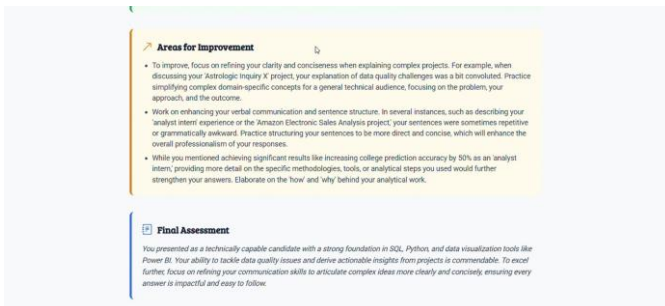 Areas for Improvement
• To improve, focus on refining your clarity and conciseness when explaining complex projects. For example, when
discussing your 'Astrologic Inquiry X' project, your explanation of data quality challenges was a bit convoluted. Practice
simplifying complex domain-specific concepts for a general technical audience, focusing on the problem, your
approach, and the outcome.
• Work on enhancing your verbal communication and sentence structure. In several instances, such as describing your
'analyst intern' experience or the 'Amazon Electronic Sales Analysis project,' your sentences were sometimes repetitive
or grammatically awkward. Practice structuring your sentences to be more direct and concise, which will enhance the
overall professionalism of your responses.
• While you mentioned achieving significant results like increasing college prediction accuracy by 50% as an 'analyst
intern,' providing more detail on the specific methodologies, tools, or analytical steps you used would further
strengthen your answers. Elaborate on the 'how' and 'why' behind your analytical work.
Final Assessment
You presented as a technically capable candidate with a strong foundation in SQL, Python, and data visualization tools like
Power BI. Your ability to tackle data quality issues and derive actionable insights from projects is commendable. To excel
further, focus on refining your communication skills to articulate complex ideas more clearly and concisely, ensuring every
answer is impactful and easy to follow.